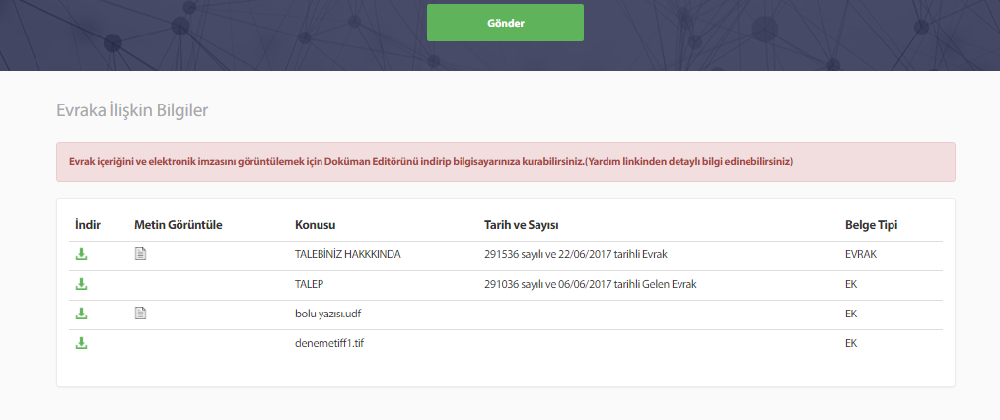 Gönder
Evraka İlişkin Bilgiler
Evrak içeriğini ve elektronik imzasını görüntülemek için Doküman Editörünü indirip bilgisayarınıza kurabilirsiniz.(Yardım linkinden detaylı bilgi edinebilirsiniz)
İndir Metin Görüntüle Konusu Tarih ve Sayısı Belge Tipi
TALEBİNİZ HAKKKINDA 291536 sayılı ve 22/06/2017 tarihli Evrak EVRAK
TALEP 291036 sayılı ve 06/06/2017 tarihli Gelen Evrak EK
bolu yazısı.udf EK
denemetiff1.tif EK